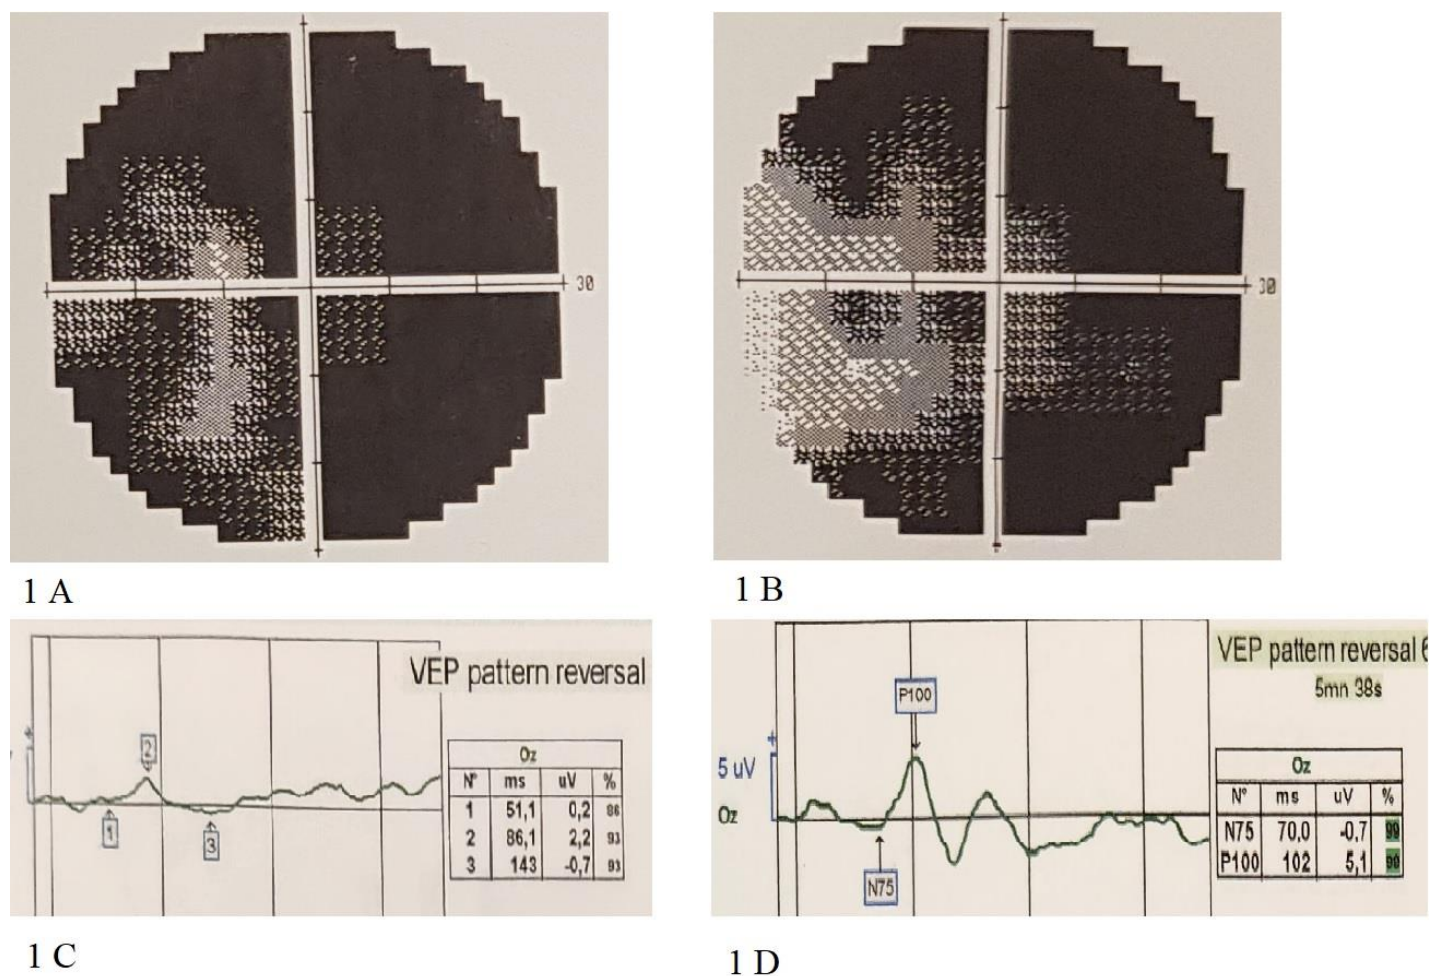 30
30
1 A
1 B
VEP pattern reversal
2
1
3
Oz
N° ms uV %
1 51,1 0,2 86
2 86,1 2,2 93
3 143 -0,7 93
VEP pattern reversal 6
5mn 38s
P100
5 uV
Oz
N75
Oz
N° ms uV %
N75 70,0 -0,7 99
P100 102 5,1 99
1 C
1 D